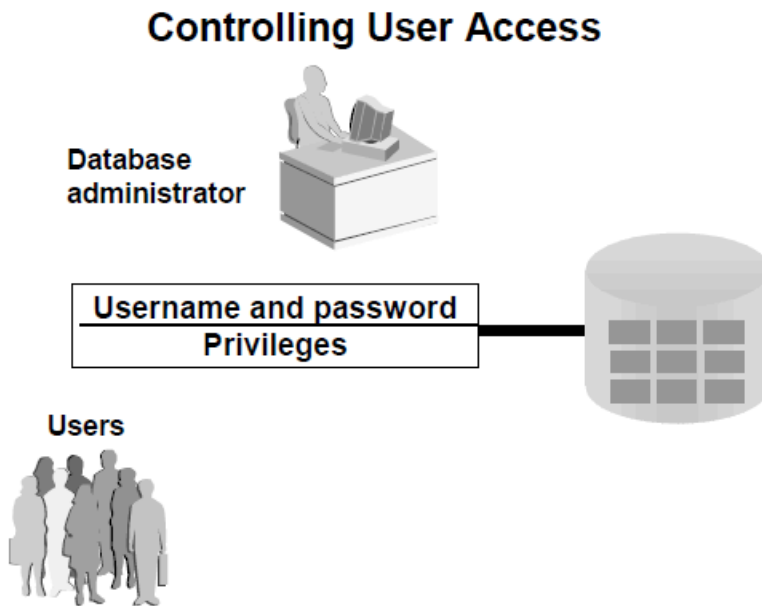 Controlling User Access
Database
administrator
Username and password
Privileges
Users